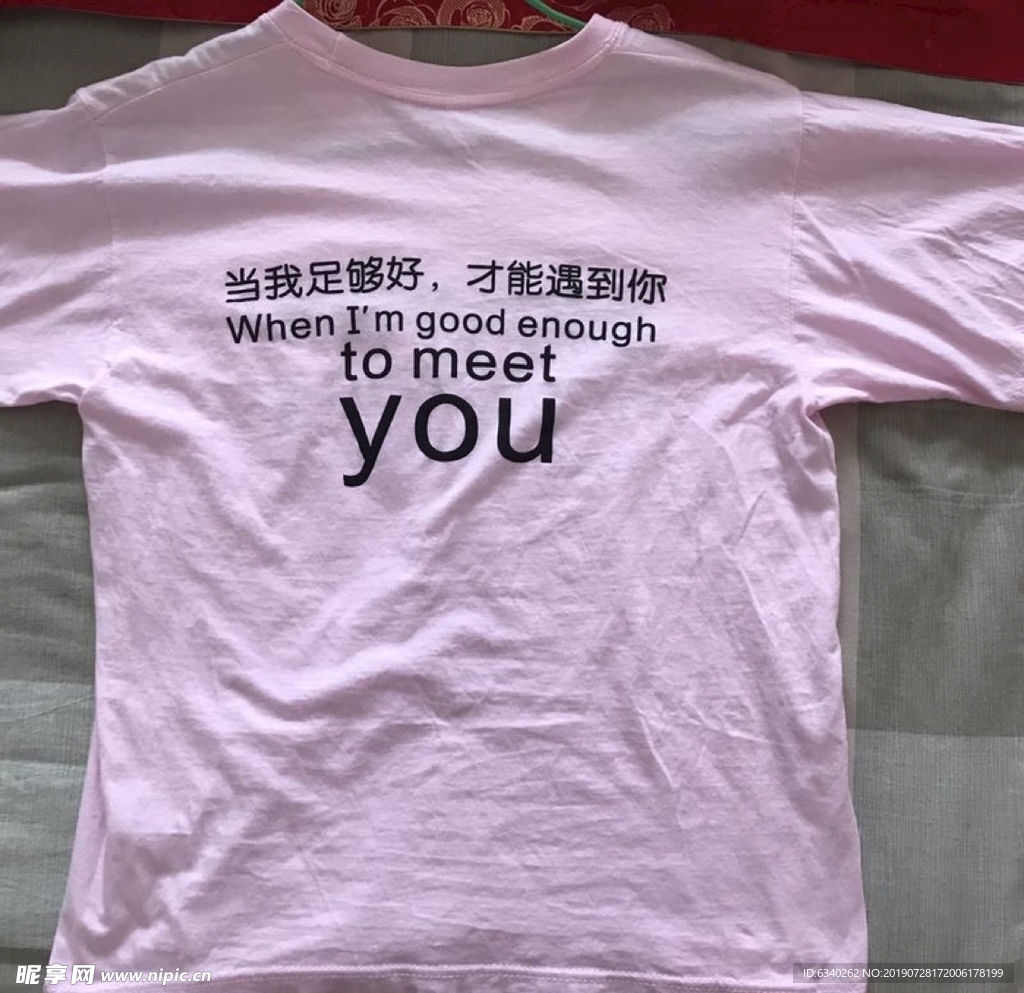 当我足够好，才能遇到你
When I'm good enough
to meet
you
昵享网 www.nipic.cn
ID:6340262 NO:20190728172006178199